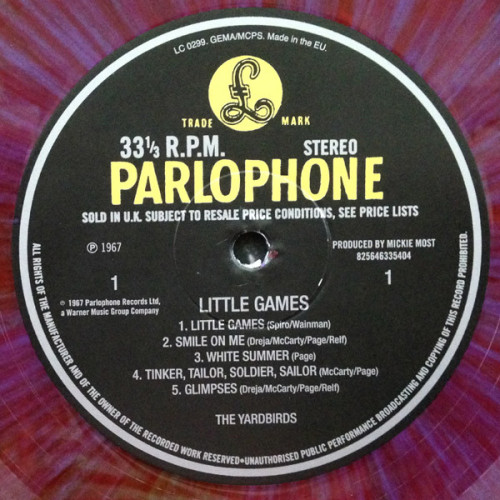 LC 0299. GEMA/MCPS. Made in the EU.
£
TRADE MARK
33⅓ R.P.M. STEREO
PARLOPHONE
SOLD IN U.K. SUBJECT TO RESALE PRICE CONDITIONS, SEE PRICE LISTS
℗ 1967
PRODUCED BY MICKIE MOST
825646335404
1
1
© 1967 Parlophone Records Ltd,
a Warner Music Group Company
LITTLE GAMES
1. LITTLE GAMES (Spiro/Wainman)
2. SMILE ON ME (Dreja/McCarty/Page/Relf)
3. WHITE SUMMER (Page)
4. TINKER, TAILOR, SOLDIER, SAILOR (McCarty/Page)
5. GLIMPSES (Dreja/McCarty/Page/Relf)
THE YARDBIRDS
ALL RIGHTS OF THE MANUFACTURER AND OF THE OWNER OF THE RECORDED WORK RESERVED•UNAUTHORISED PUBLIC PERFORMANCE BROADCASTING AND COPYING OF THIS RECORD PROHIBITED.